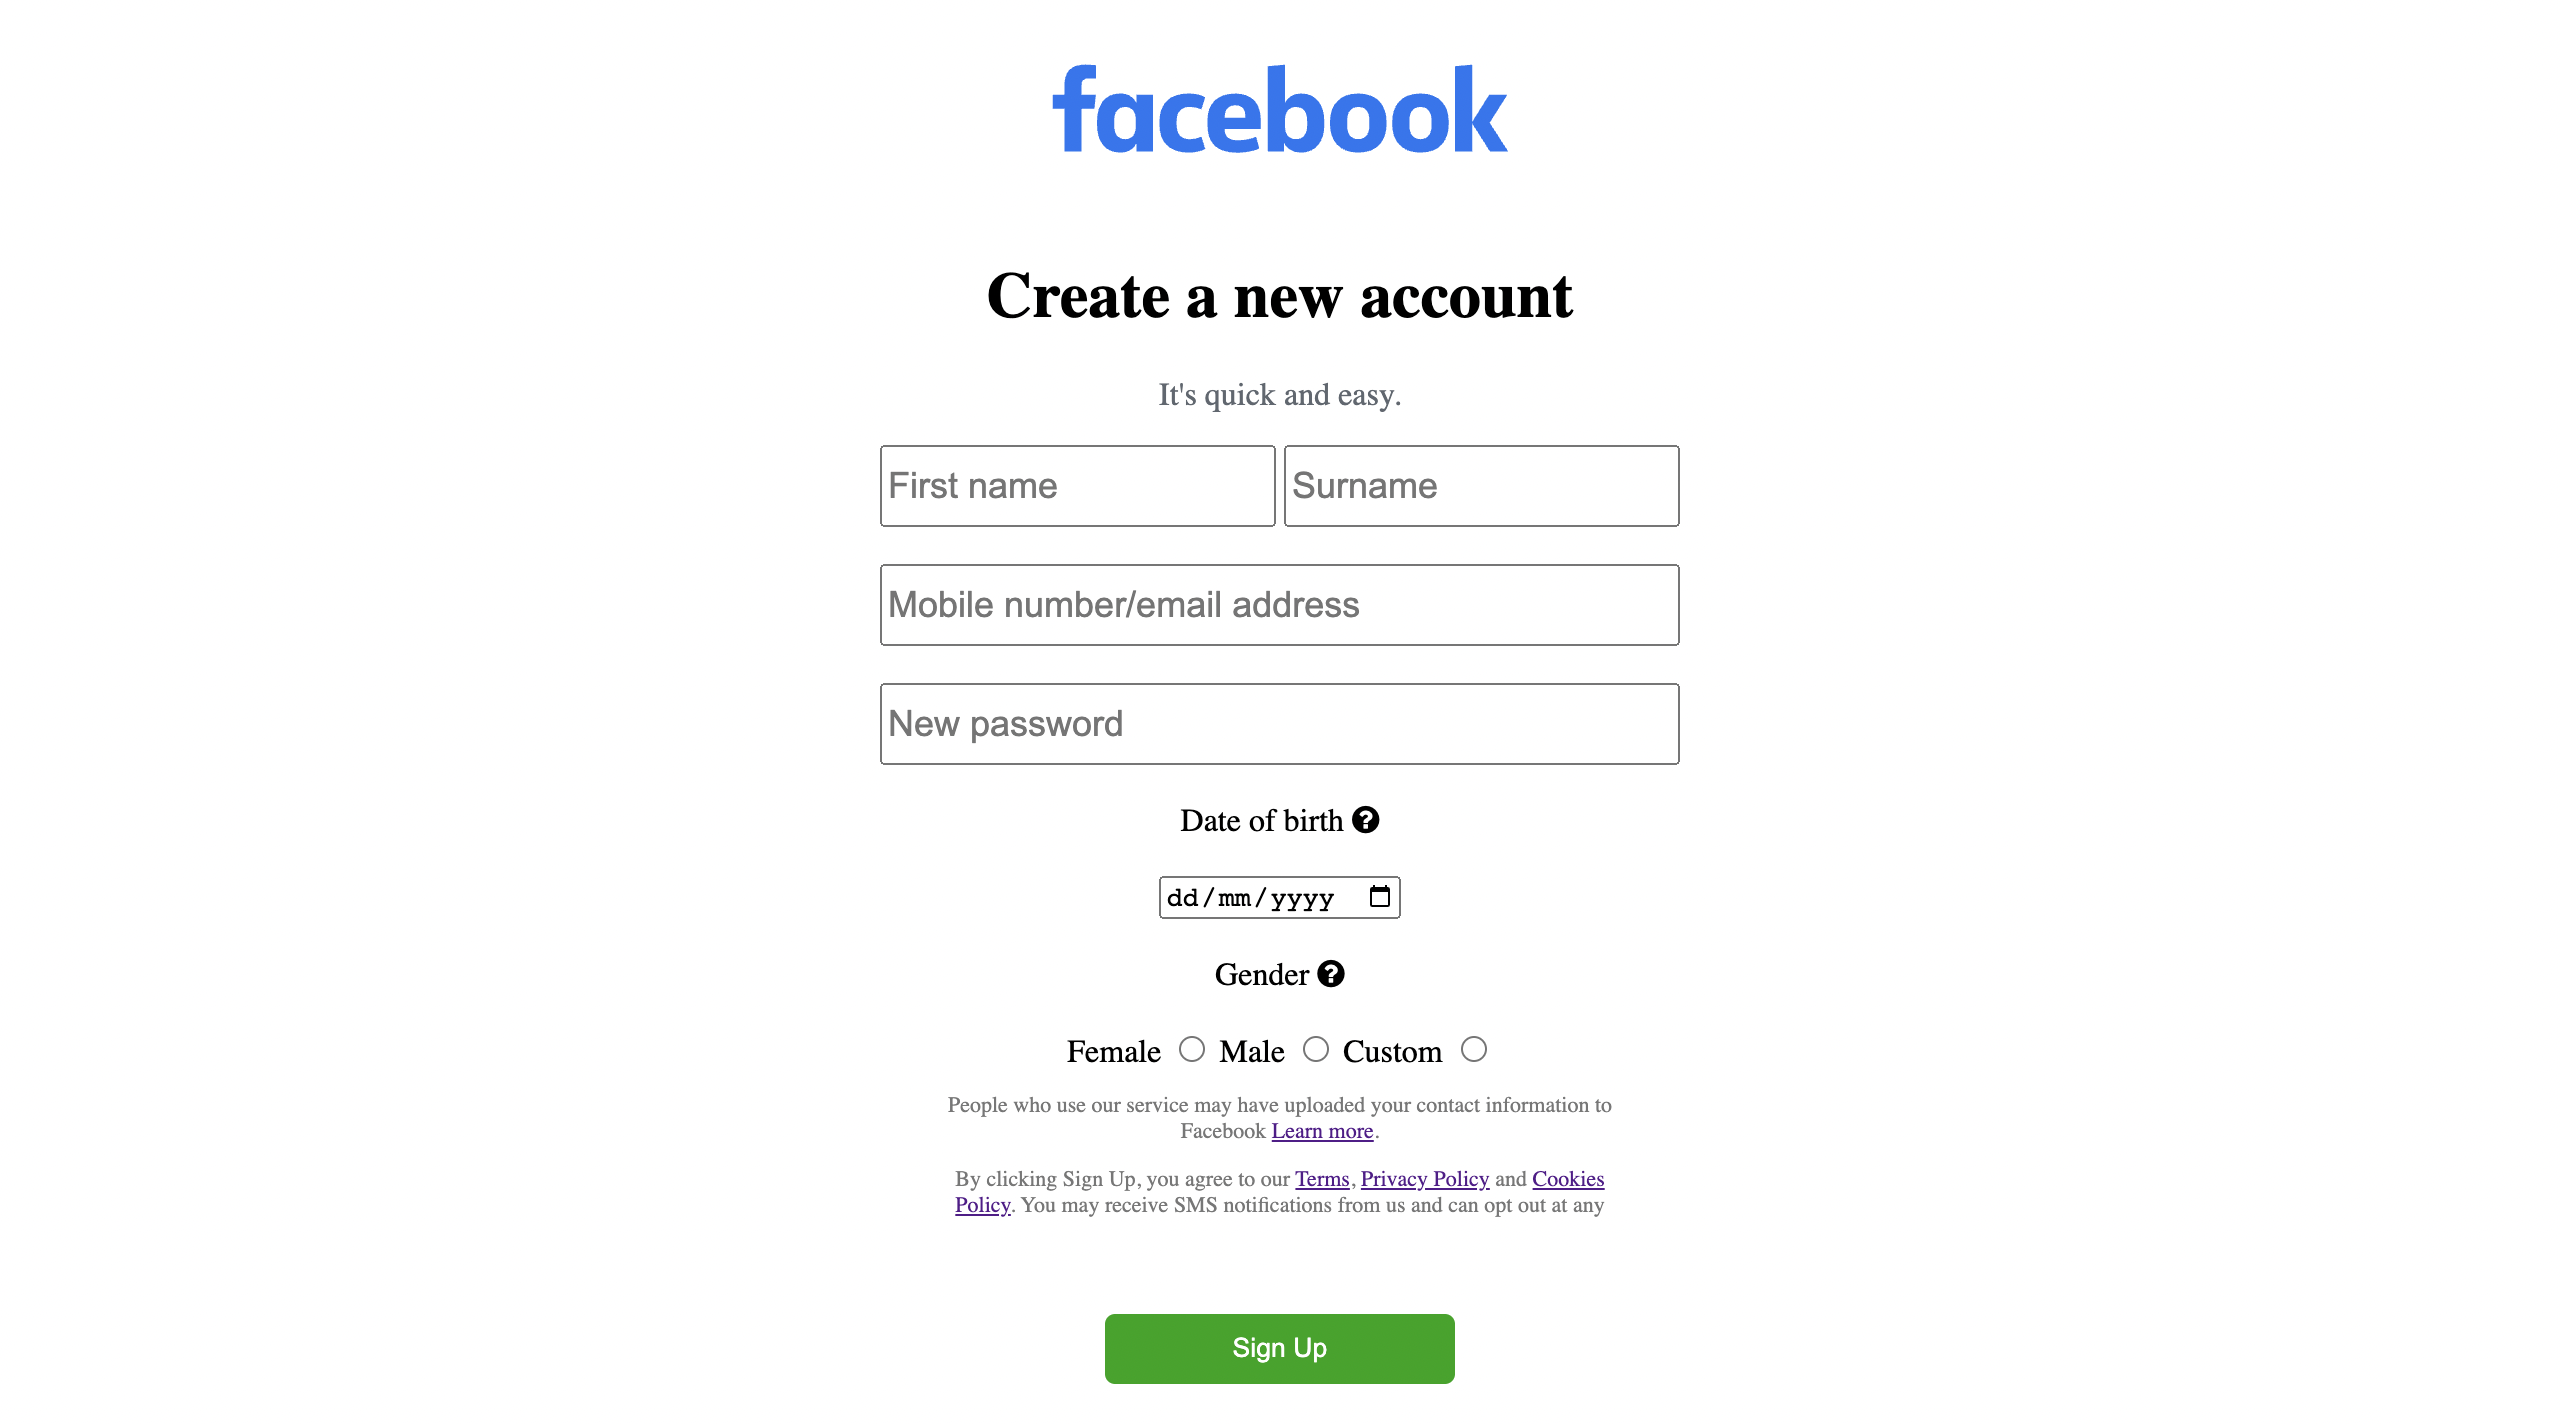 facebook
Create a new account
It's quick and easy.
First name Surname
Mobile number/email address
New password
Date of birth ?
dd/mm/yyyy
Gender ?
Female Male Custom
People who use our service may have uploaded your contact information to
Facebook Learn more.
By clicking Sign Up, you agree to our Terms, Privacy Policy and Cookies
Policy. You may receive SMS notifications from us and can opt out at any
Sign Up